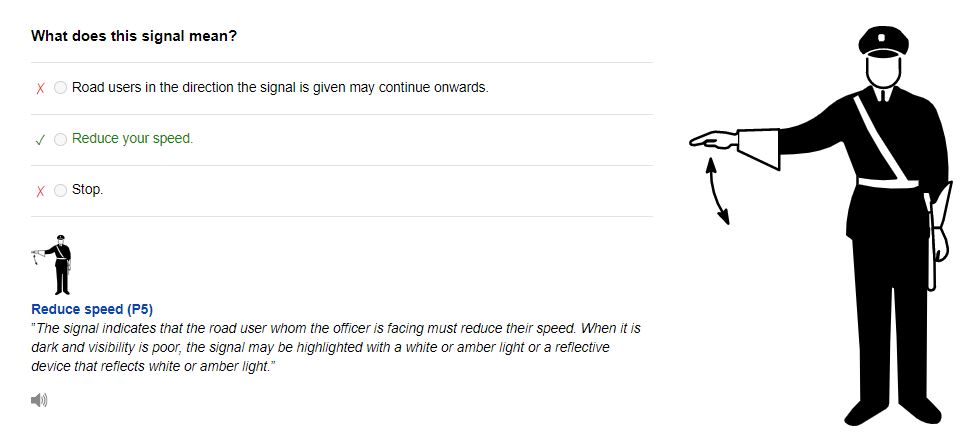 What does this signal mean?
Road users in the direction the signal is given may continue onwards.
Reduce your speed.
Stop.
Reduce speed (P5)
"The signal indicates that the road user whom the officer is facing must reduce their speed. When it is
dark and visibility is poor, the signal may be highlighted with a white or amber light or a reflective
device that reflects white or amber light."